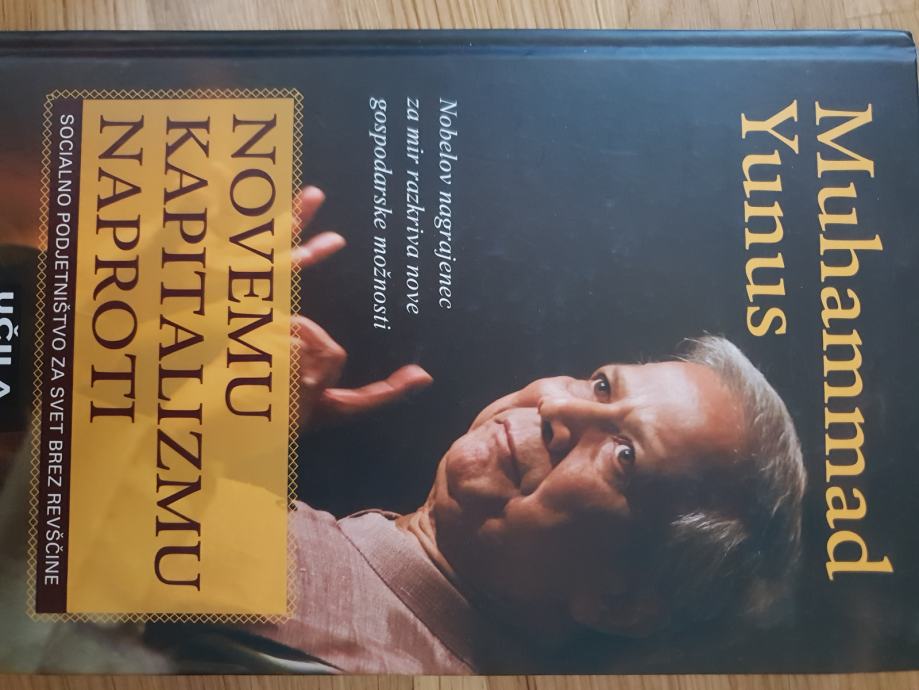 Muhammad
Yunus
Nobelov nagrajenec
za mir razkriva nove
gospodarske možnosti
NOVEMU
KAPITALIZMU
NAPROTI
SOCIALNO PODJETNIŠTVO ZA SVET BREZ REVŠČINE
UČILA